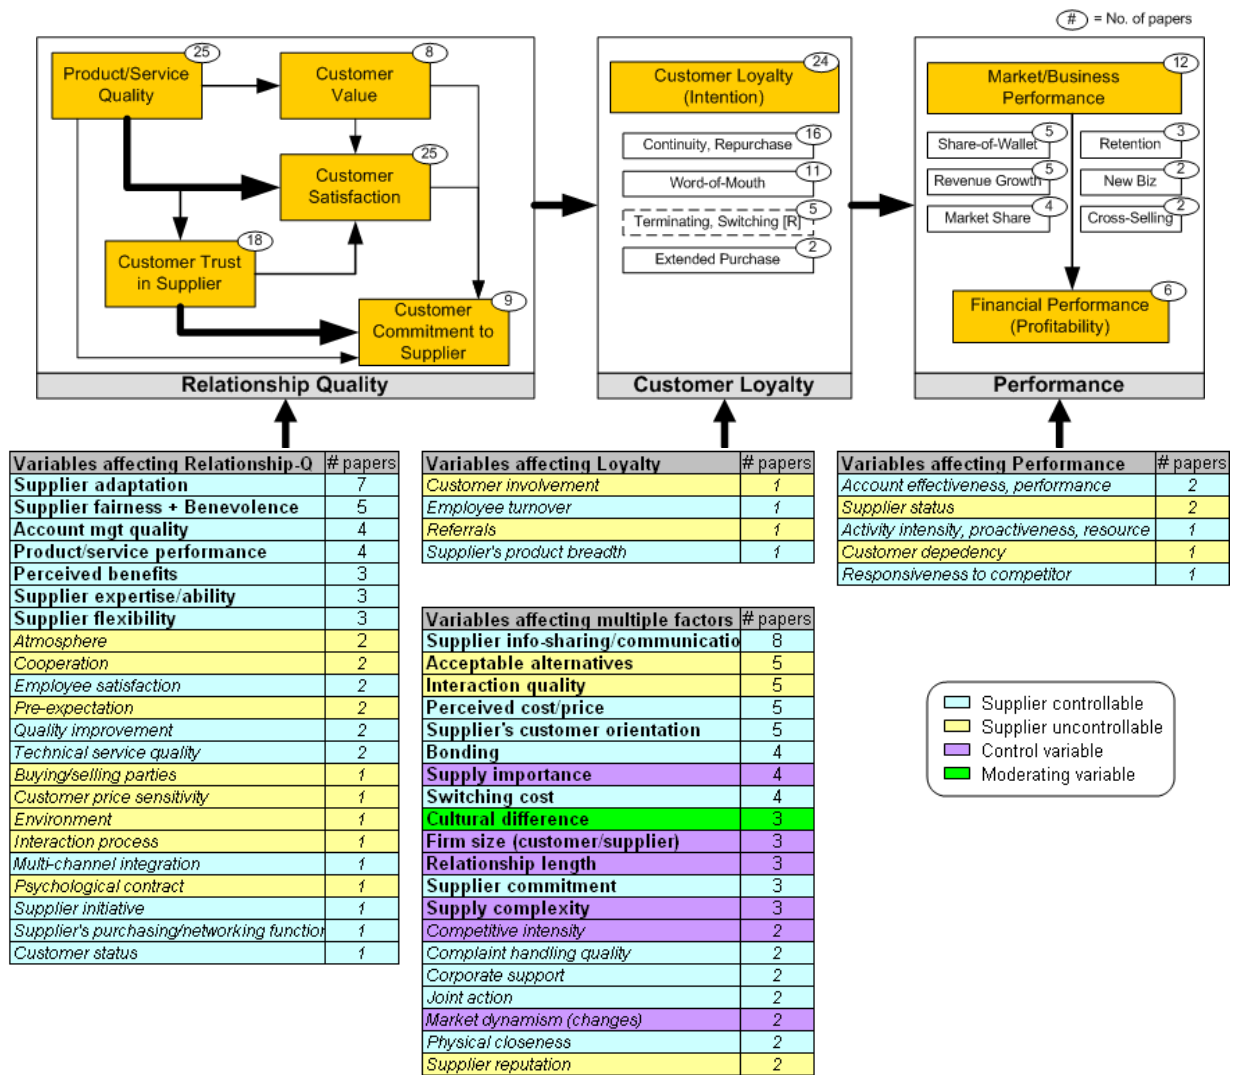 # = No. of papers
25
Product/Service
Quality
8
Customer
Value
25
Customer
Satisfaction
18
Customer Trust
in Supplier
9
Customer
Commitment to
Supplier
Relationship Quality
24
Customer Loyalty
(Intention)
16
Continuity, Repurchase
11
Word-of-Mouth
5
Terminating, Switching [R]
2
Extended Purchase
Customer Loyalty
12
Market/Business
Performance
5
Share-of-Wallet
3
Retention
5
Revenue Growth
2
New Biz
4
Market Share
2
Cross-Selling
6
Financial Performance
(Profitability)
Performance
Variables affecting Relationship-Q # papers
Supplier adaptation 7
Supplier fairness + Benevolence 5
Account mgt quality 4
Product/service performance 4
Perceived benefits 3
Supplier expertise/ability 3
Supplier flexibility 3
Atmosphere 2
Cooperation 2
Employee satisfaction 2
Pre-expectation 2
Quality improvement 2
Technical service quality 2
Buying/selling parties 1
Customer price sensitivity 1
Environment 1
Interaction process 1
Multi-channel integration 1
Psychological contract 1
Supplier initiative 1
Supplier's purchasing/networking function 1
Customer status 1
Variables affecting Loyalty # papers
Customer involvement 1
Employee turnover 1
Referrals 1
Supplier's product breadth 1
Variables affecting multiple factors # papers
Supplier info-sharing/communicatio 8
Acceptable alternatives 5
Interaction quality 5
Perceived cost/price 5
Supplier's customer orientation 5
Bonding 4
Supply importance 4
Switching cost 4
Cultural difference 3
Firm size (customer/supplier) 3
Relationship length 3
Supplier commitment 3
Supply complexity 3
Competitive intensity 2
Complaint handling quality 2
Corporate support 2
Joint action 2
Market dynamism (changes) 2
Physical closeness 2
Supplier reputation 2
Variables affecting Performance # papers
Account effectiveness, performance 2
Supplier status 2
Activity intensity, proactiveness, resource 1
Customer depedency 1
Responsiveness to competitor 1
Supplier controllable
Supplier uncontrollable
Control variable
Moderating variable